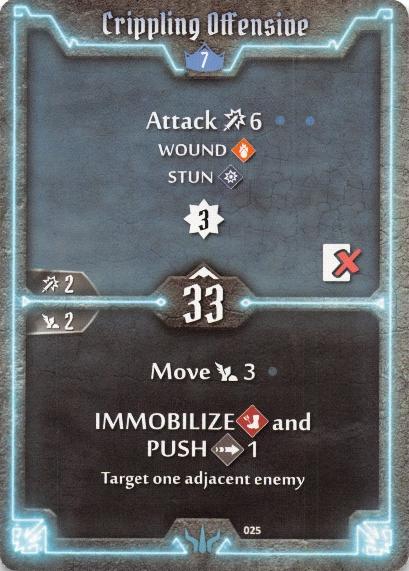 Crippling Offensive
7
Attack 6
WOUND
STUN
3
2
33
2
Move 3
IMMOBILIZE and
PUSH 1
Target one adjacent enemy
025